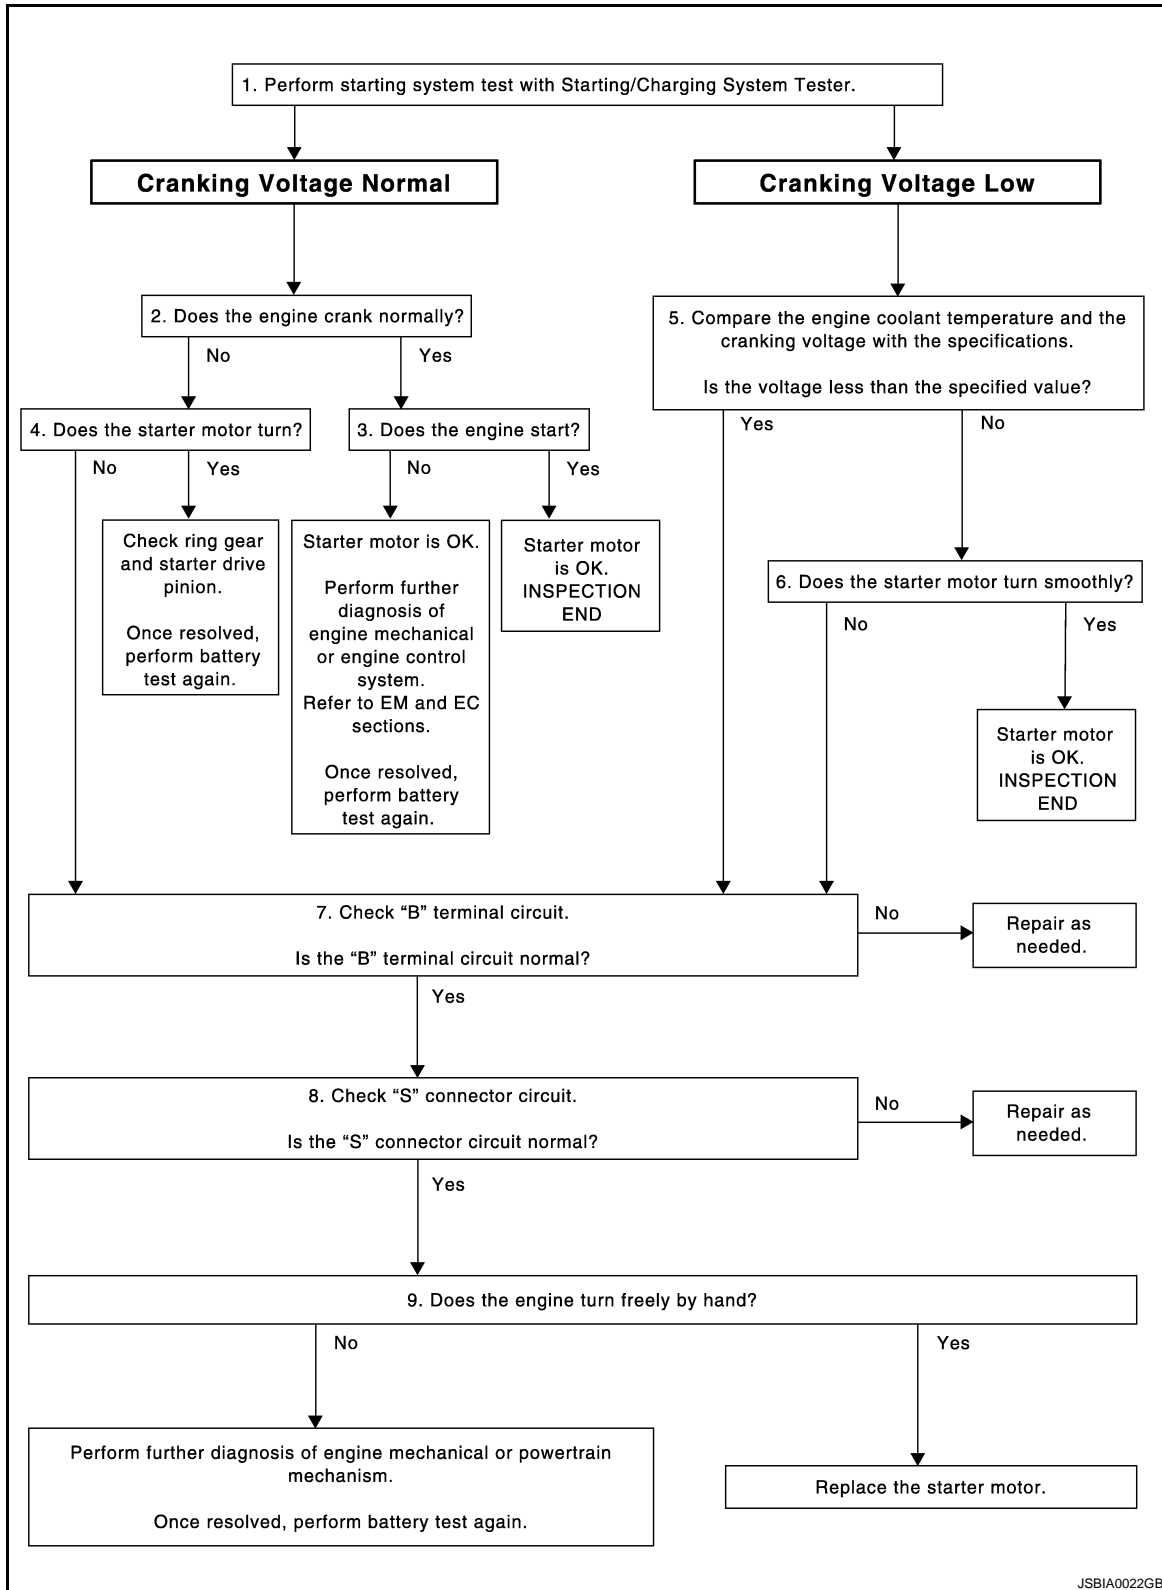 1. Perform starting system test with Starting/Charging System Tester.
Cranking Voltage Normal
Cranking Voltage Low
2. Does the engine crank normally?
5. Compare the engine coolant temperature and the
cranking voltage with the specifications.
Is the voltage less than the specified value?
No
Yes
4. Does the starter motor turn?
3. Does the engine start?
Yes
No
No
Yes
No
Yes
Check ring gear
and starter drive
pinion.
Once resolved,
perform battery
test again.
Starter motor is OK.
Perform further
diagnosis of
engine mechanical
or engine control
system.
Refer to EM and EC
sections.
Once resolved,
perform battery
test again.
Starter motor
is OK.
INSPECTION
END
6. Does the starter motor turn smoothly?
No
Yes
Starter motor
is OK.
INSPECTION
END
7. Check “B” terminal circuit.
Is the “B” terminal circuit normal?
No
Repair as
needed.
Yes
8. Check “S” connector circuit.
Is the “S” connector circuit normal?
No
Repair as
needed.
Yes
9. Does the engine turn freely by hand?
No
Yes
Perform further diagnosis of engine mechanical or powertrain
mechanism.
Once resolved, perform battery test again.
Replace the starter motor.
JSBIA0022GB